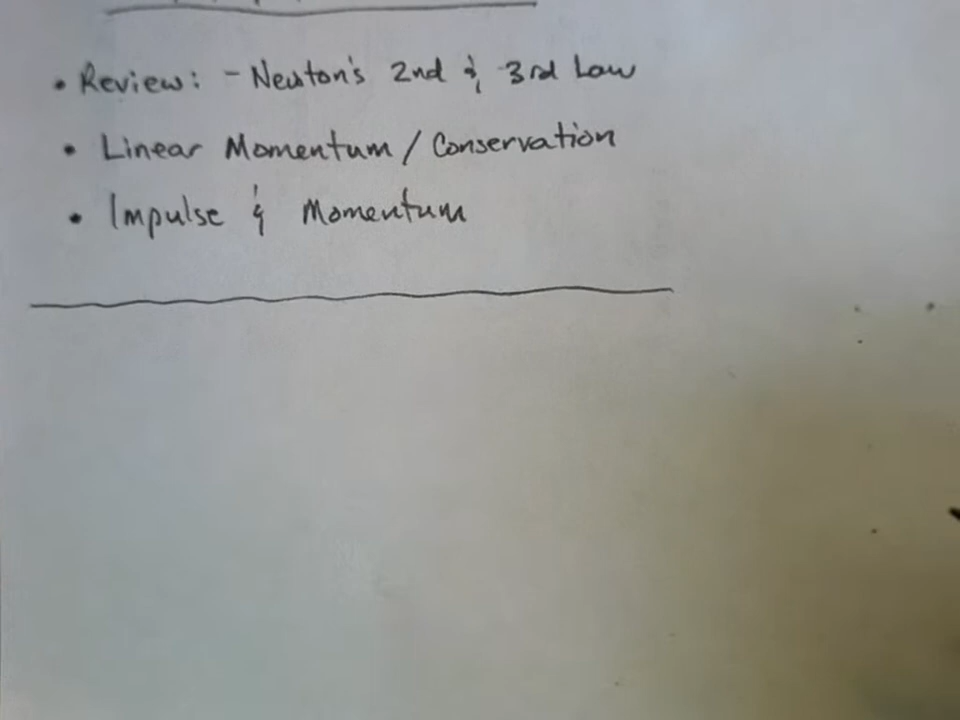 • Review: - Newton's 2nd & 3rd Law
• Linear Momentum / Conservation
• Impulse & Momentum